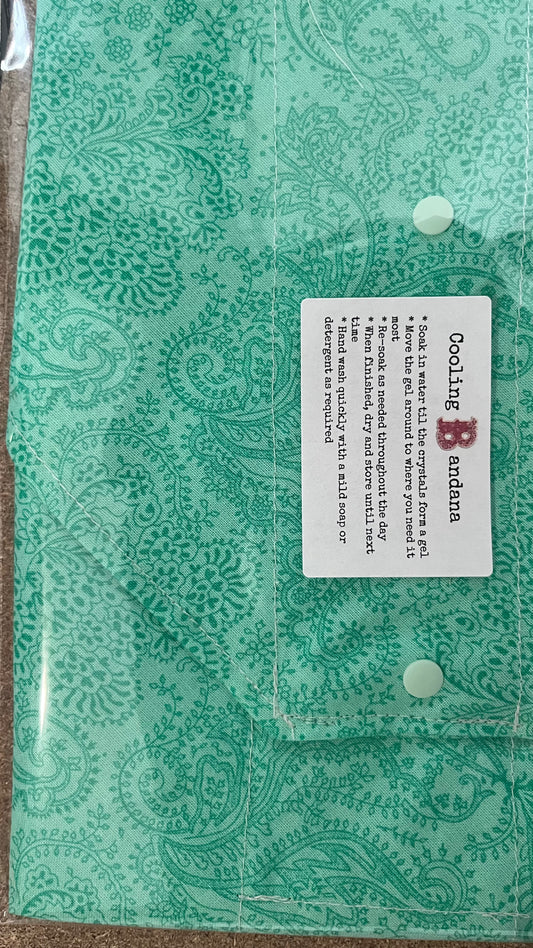 Cooling Bandana
* Soak in water til the crystals form a gel
* Move the gel around to where you need it
most
* Re-soak as needed throughout the day
* When finished, dry and store until next
time
* Hand wash quickly with a mild soap or
detergent as required